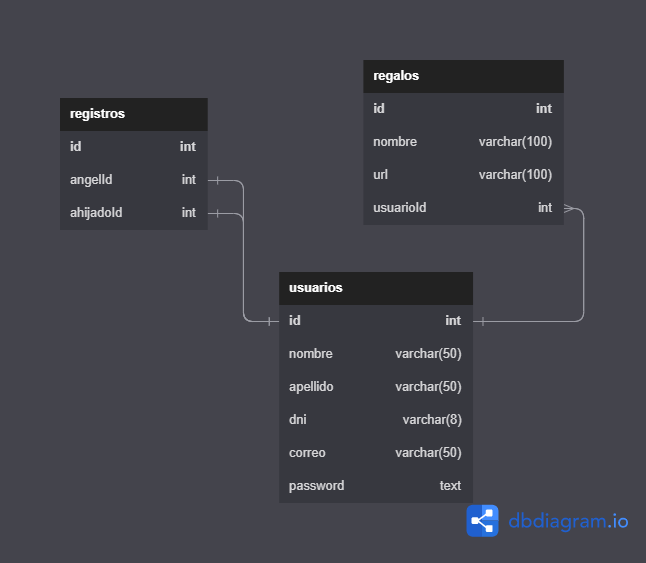 registros
id int
angelId int
ahijadoId int
regalos
id int
nombre varchar(100)
url varchar(100)
usuarioId int
usuarios
id int
nombre varchar(50)
apellido varchar(50)
dni varchar(8)
correo varchar(50)
password text
dbdiagram.io